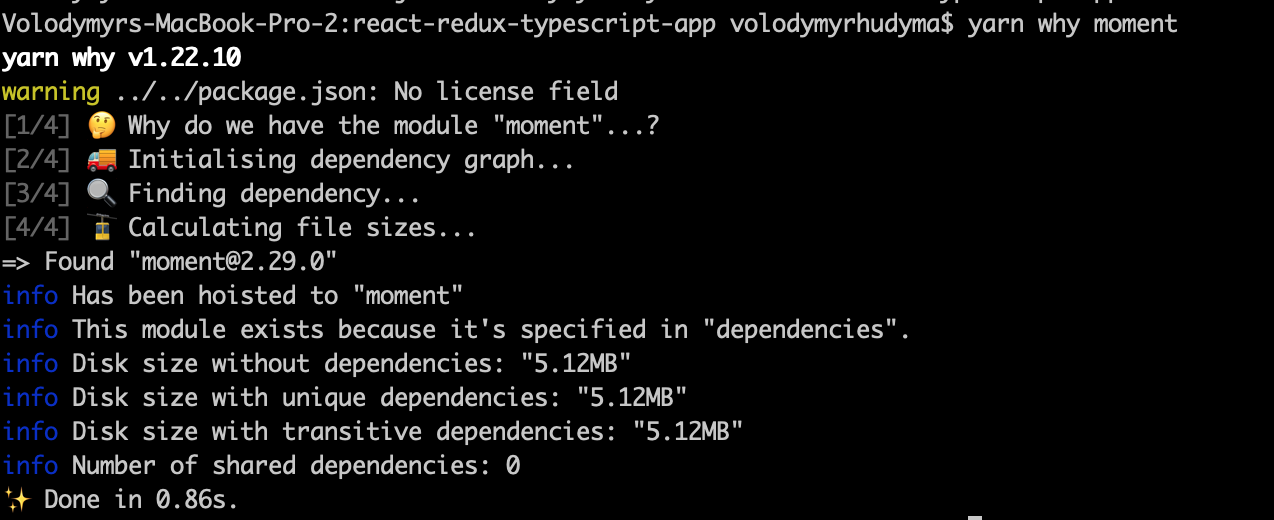 Volodymyrs-MacBook-Pro-2:react-redux-typescript-app volodymyrhudyma$ yarn why moment
yarn why v1.22.10
warning ../../package.json: No license field
[1/4] 🤔 Why do we have the module "moment"...?
[2/4] 🚚 Initialising dependency graph...
[3/4] 🔍 Finding dependency...
[4/4] 🚡 Calculating file sizes...
=> Found "moment@2.29.0"
info Has been hoisted to "moment"
info This module exists because it's specified in "dependencies".
info Disk size without dependencies: "5.12MB"
info Disk size with unique dependencies: "5.12MB"
info Disk size with transitive dependencies: "5.12MB"
info Number of shared dependencies: 0
✨ Done in 0.86s.